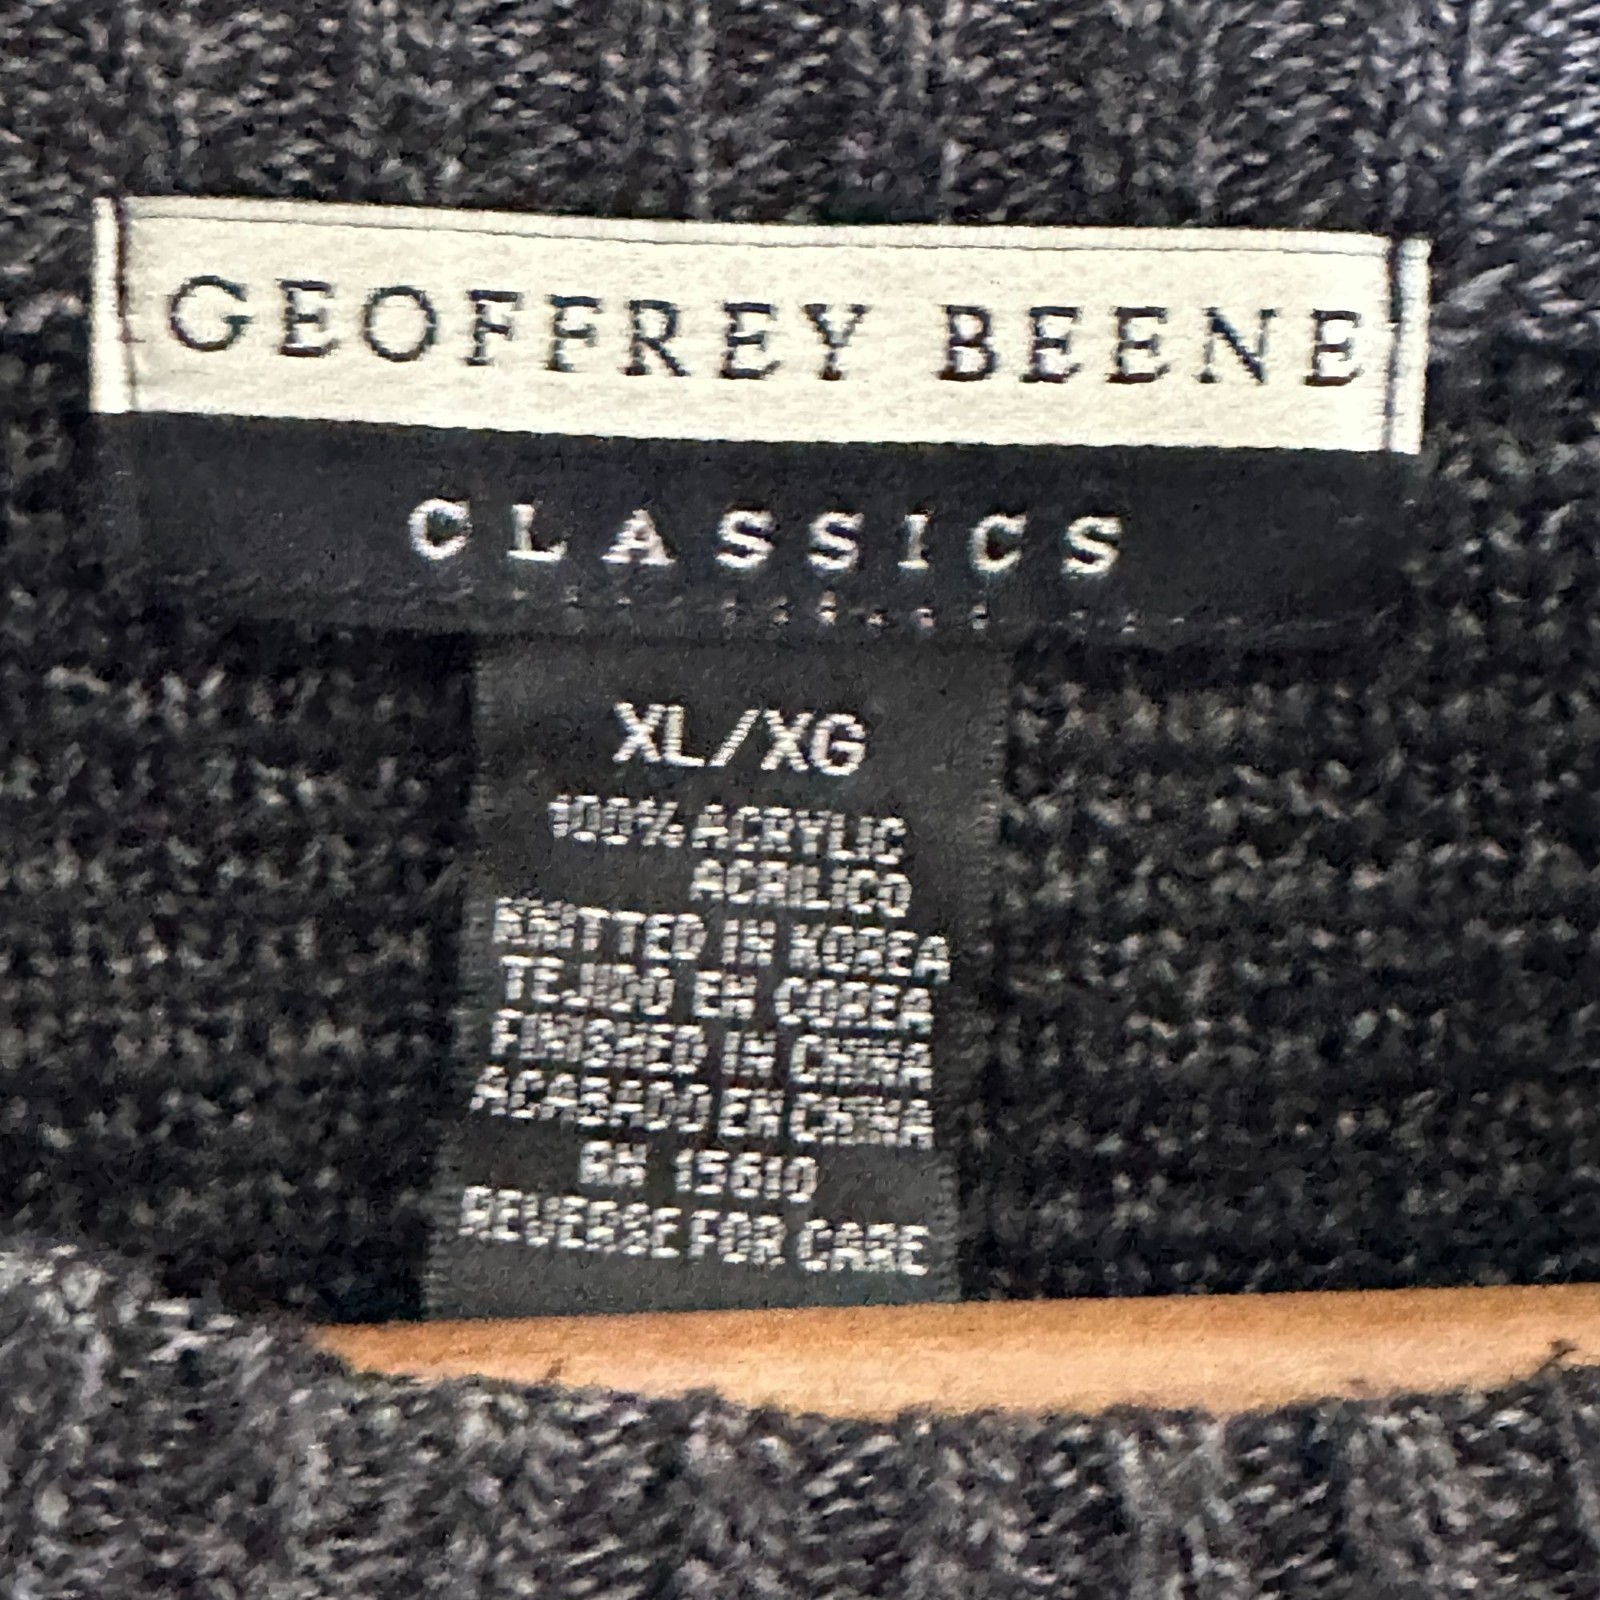 GEOFFREY BEENE
CLASSICS
XL/XG
100% ACRYLIC
ACRILICO
KNITTED IN KOREA
TEJIDO EN COREA
FINISHED IN CHINA
ACABADO EN CHINA
RN 15610
REVERSE FOR CARE